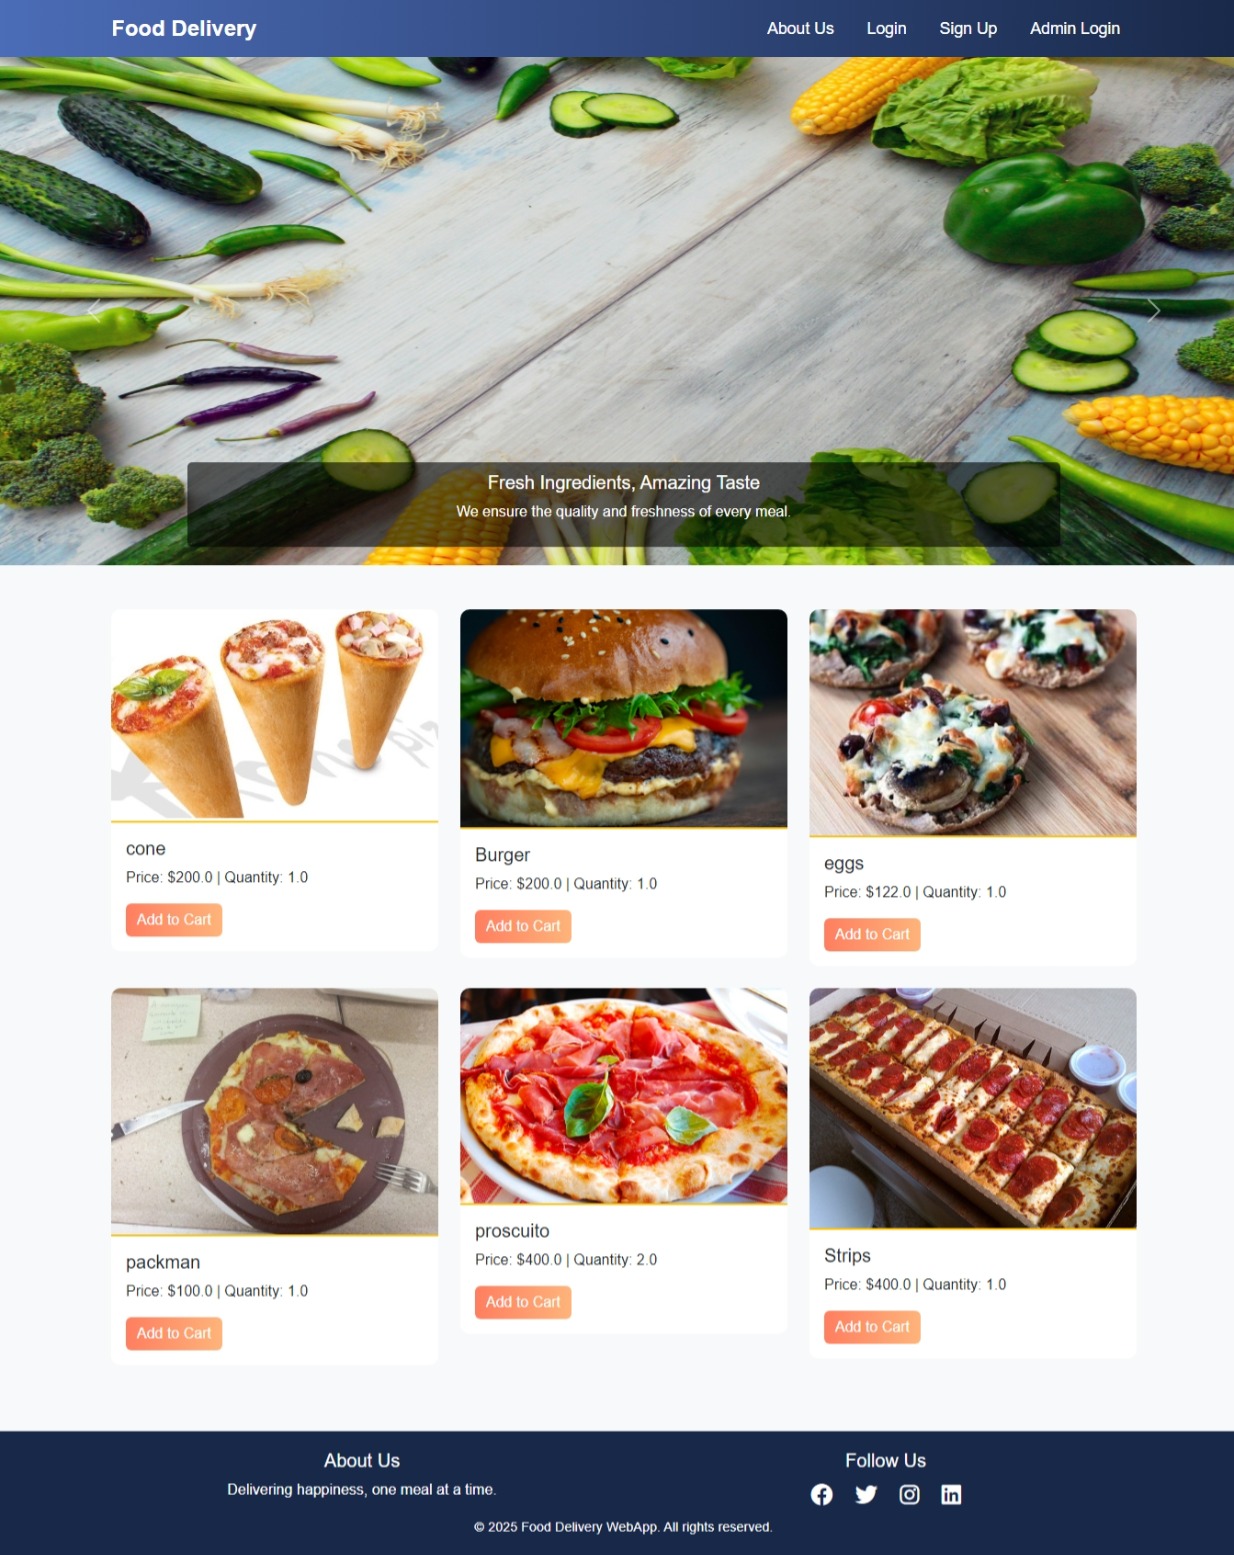 Food Delivery
About Us
Login
Sign Up
Admin Login
Fresh Ingredients, Amazing Taste
We ensure the quality and freshness of every meal.
cone
Price: $200.0 | Quantity: 1.0
Add to Cart
Burger
Price: $200.0 | Quantity: 1.0
Add to Cart
eggs
Price: $122.0 | Quantity: 1.0
Add to Cart
packman
Price: $100.0 | Quantity: 1.0
Add to Cart
proscuito
Price: $400.0 | Quantity: 2.0
Add to Cart
Strips
Price: $400.0 | Quantity: 1.0
Add to Cart
About Us
Delivering happiness, one meal at a time.
Follow Us
© 2025 Food Delivery WebApp. All rights reserved.